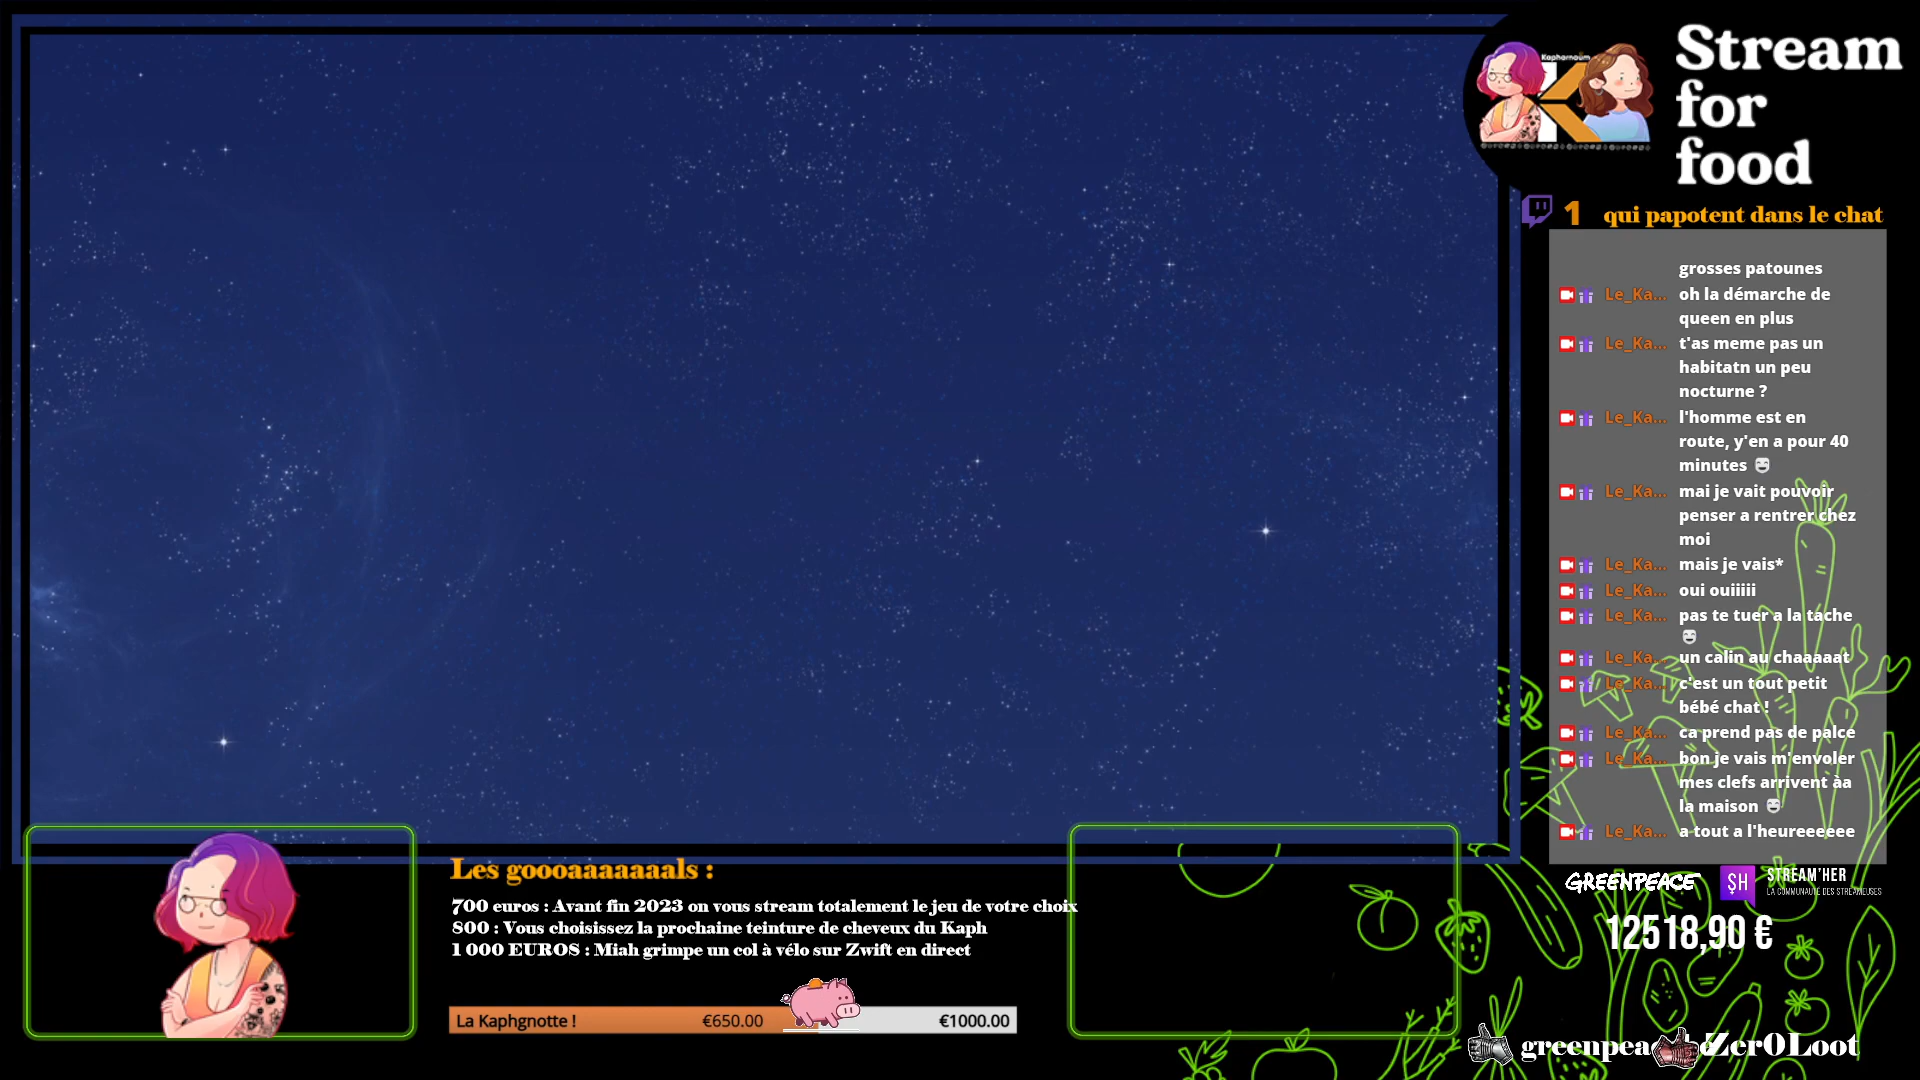 Stream
for
food
Kapharnaüm
K
1 qui papotent dans le chat
grosses patounes
Le_Ka... oh la démarche de
queen en plus
Le_Ka... t'as meme pas un
habitatn un peu
nocturne ?
Le_Ka... l'homme est en
route, y'en a pour 40
minutes
Le_Ka... mai je vait pouvoir
penser a rentrer chez
moi
Le_Ka... mais je vais*
Le_Ka... oui ouiiiii
Le_Ka... pas te tuer a la tache
Le_Ka... un calin au chaaaaat
Le_Ka... c'est un tout petit
bébé chat !
Le_Ka... ca prend pas de palce
Le_Ka... bon je vais m'envoler
mes clefs arrivent àa
la maison
Le_Ka... a tout a l'heureeeeee
Les goooaaaaaaals :
700 euros : Avant fin 2023 on vous stream totalement le jeu de votre choix
800 : Vous choisissez la prochaine teinture de cheveux du Kaph
1 000 EUROS : Miah grimpe un col à vélo sur Zwift en direct
La Kaphgnotte ! €650.00 €1000.00
GREENPEACE
SH STREAM'HER
LA COMMUNAUTÉ DES STREAMEUSES
12518,90 €
greenpea
ZerOLoot